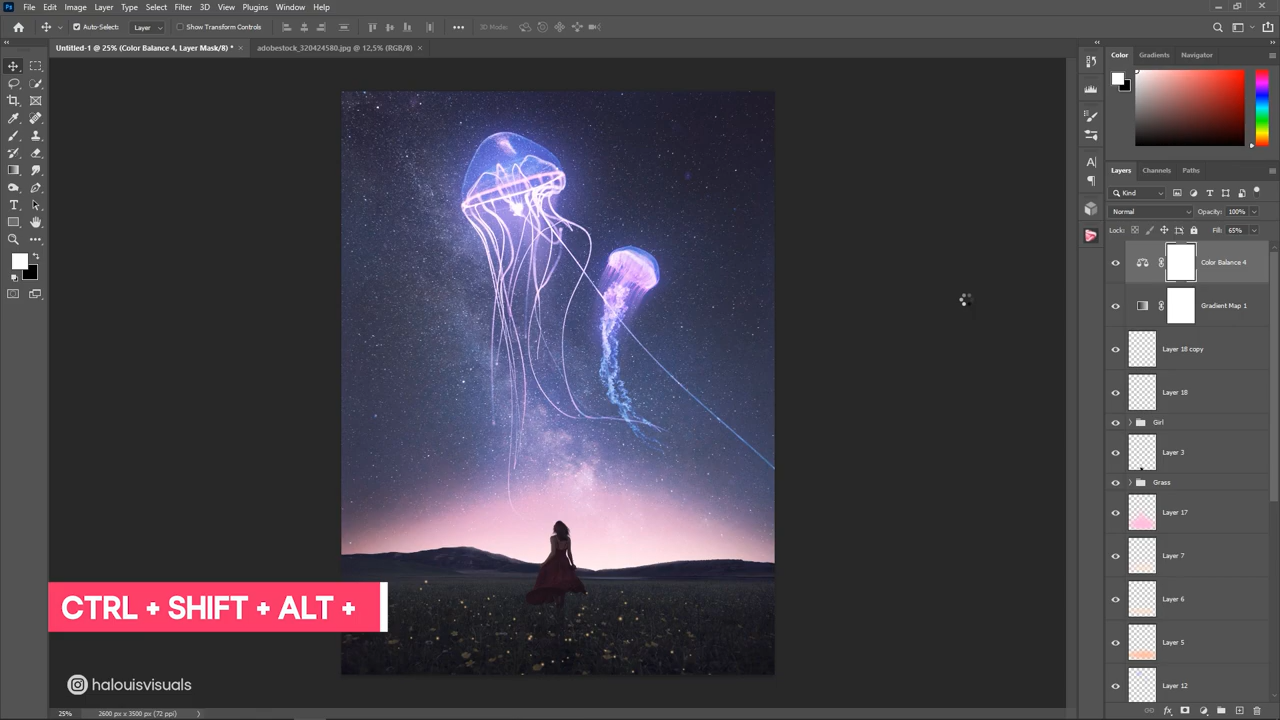 Ps File Edit Image Layer Type Select Filter 3D View Plugins Window Help
Auto-Select: Layer Show Transform Controls 3D Mode:
Untitled-1 @ 25% (Color Balance 4, Layer Mask/8) * × adobestock_320424580.jpg @ 12,5% (RGB/8) ×
Color Gradients Navigator
Layers Channels Paths
Kind
Normal Opacity: 100%
Lock: Fill: 65%
Color Balance 4
Gradient Map 1
Layer 18 copy
Layer 18
Girl
Layer 3
Grass
Layer 17
Layer 7
Layer 6
Layer 5
Layer 12
CTRL + SHIFT + ALT +
halouisvisuals
25% 2600 px x 3500 px (72 ppi)
fx